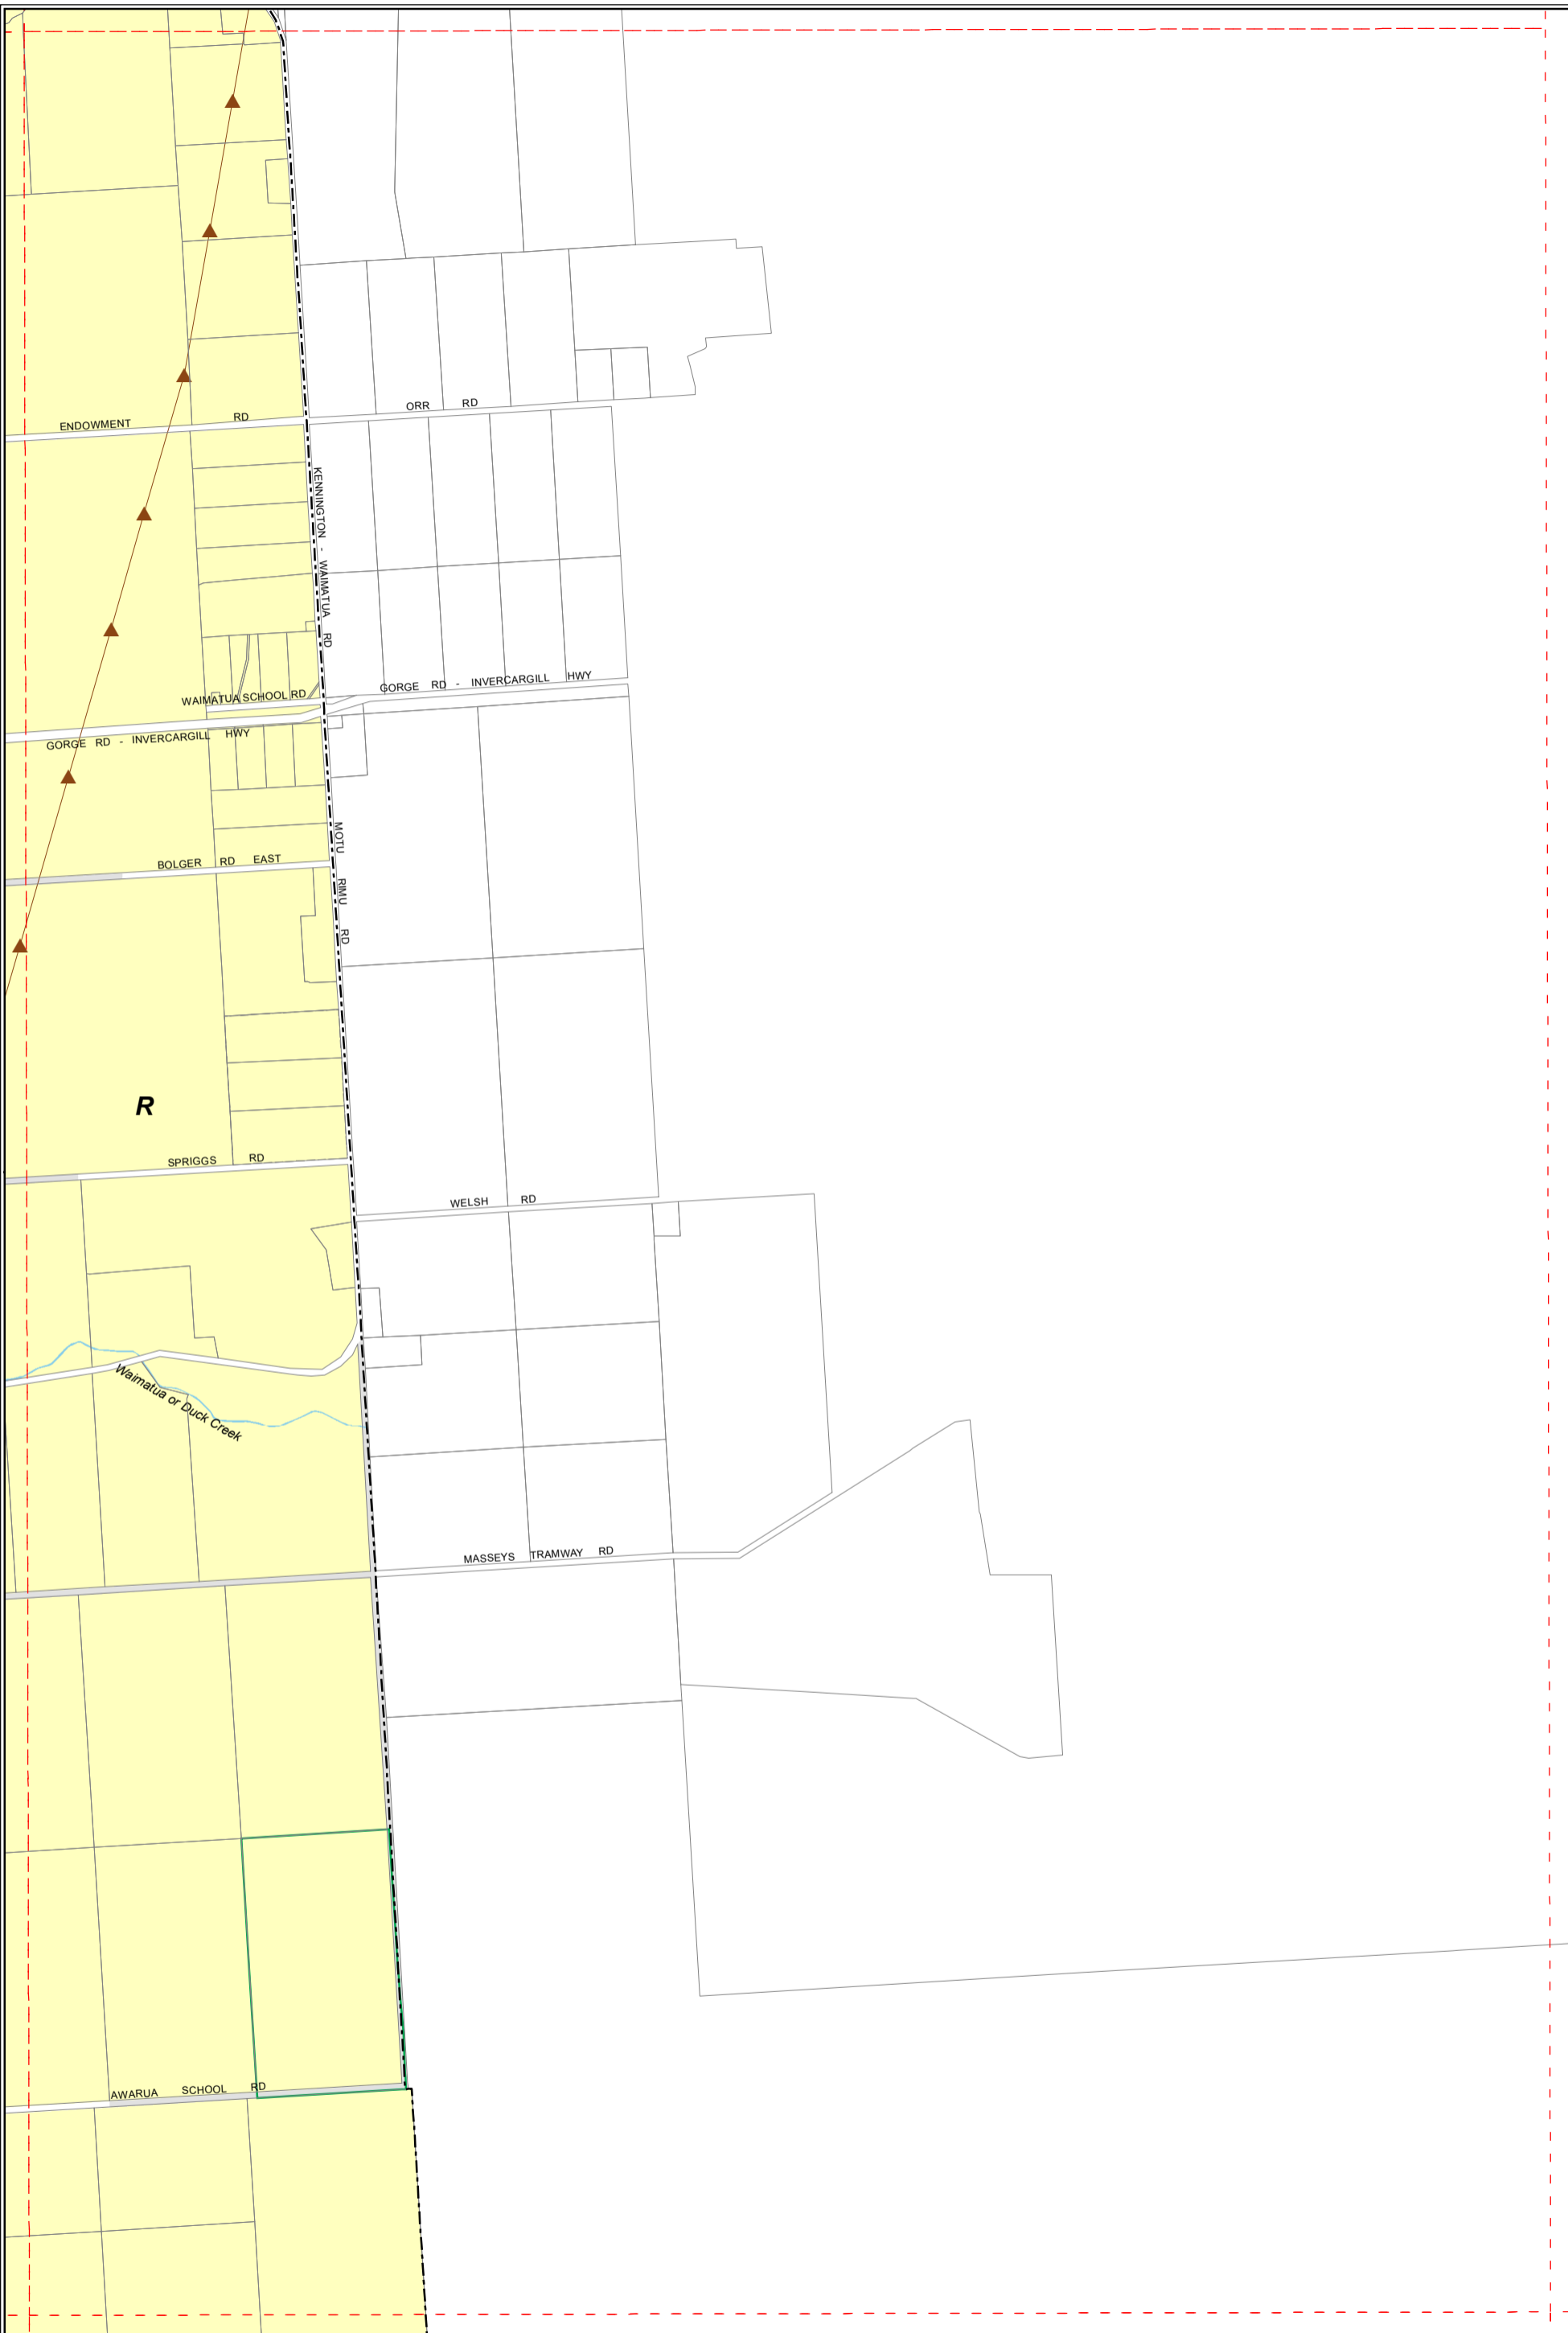 ORR RD
ENDOWMENT RD
KENNINGTON - WAIMATUA RD
GORGE RD - INVERCARGILL HWY
WAIMATUA SCHOOL RD
GORGE RD - INVERCARGILL HWY
MOTU RIMU RD
BOLGER RD EAST
R
SPRIGGS RD
WELSH RD
Waimatua or Duck Creek
MASSEYS TRAMWAY RD
AWARUA SCHOOL RD